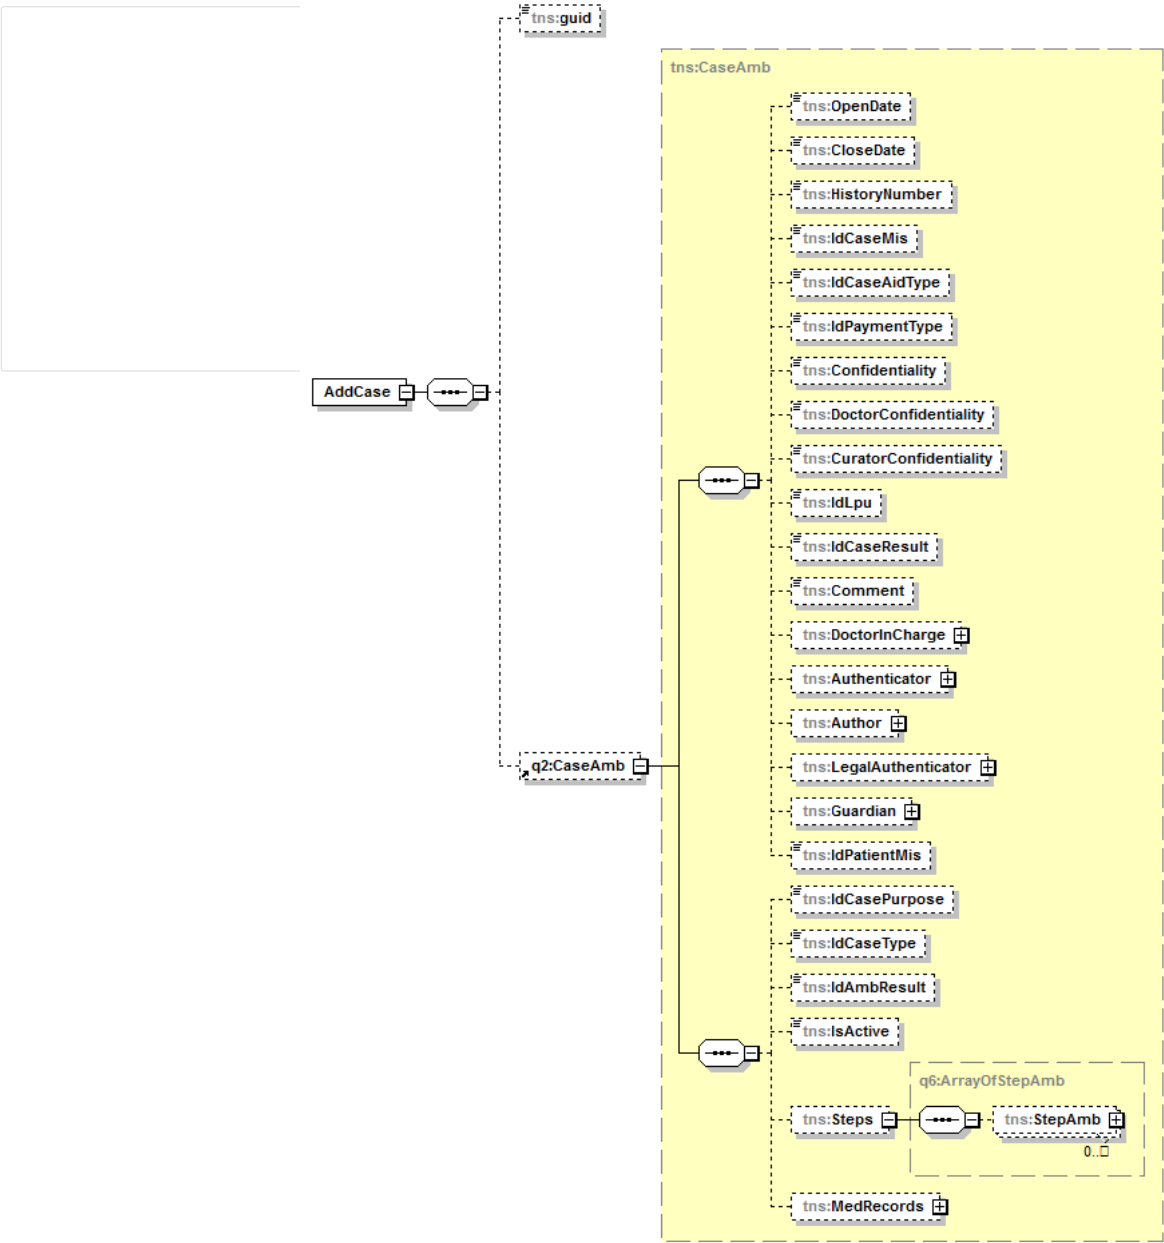 tns:guid
tns:CaseAmb
tns:OpenDate
tns:CloseDate
tns:HistoryNumber
tns:IdCaseMis
tns:IdCaseAidType
tns:IdPaymentType
tns:Confidentiality
AddCase
tns:DoctorConfidentiality
tns:CuratorConfidentiality
tns:IdLpu
tns:IdCaseResult
tns:Comment
tns:DoctorInCharge
tns:Authenticator
tns:Author
q2:CaseAmb
tns:LegalAuthenticator
tns:Guardian
tns:IdPatientMis
tns:IdCasePurpose
tns:IdCaseType
tns:IdAmbResult
tns:IsActive
q6:ArrayOfStepAmb
tns:Steps
tns:StepAmb
0..□
tns:MedRecords